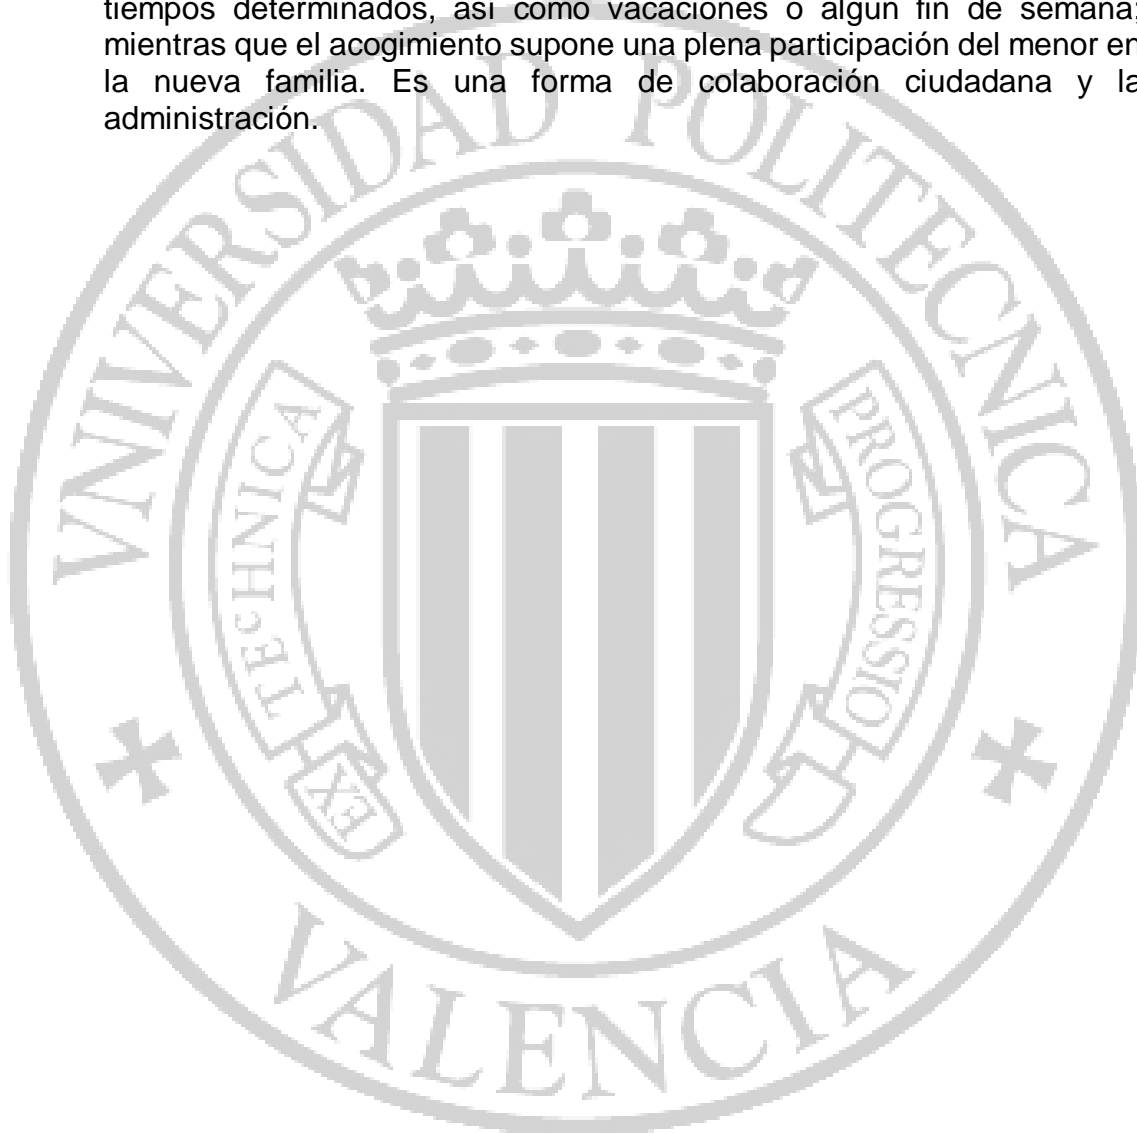 tiempos determinados, así como vacaciones o algún fin de semana;
mientras que el acogimiento supone una plena participación del menor en
la nueva familia. Es una forma de colaboración ciudadana y la
administración.
VNIVERSIDAD POLITECNICA
EX TECHNICA
PROGRESSIO
VALENCIA